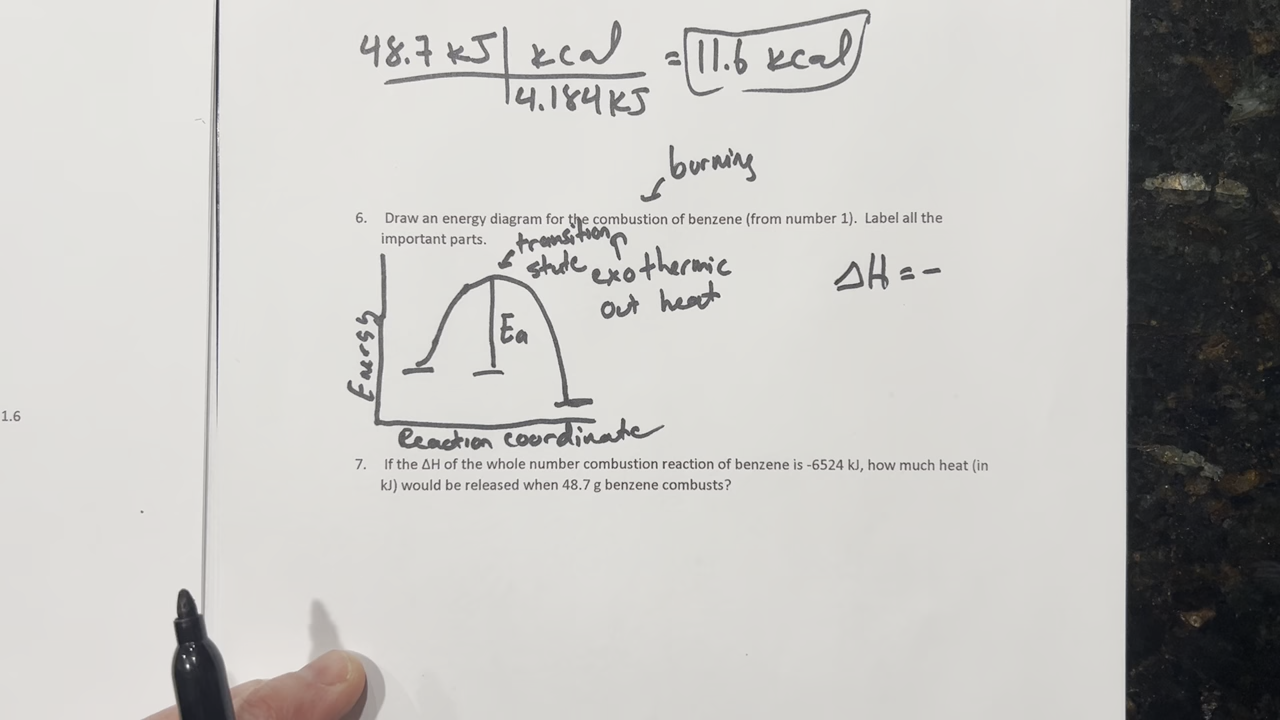 48.7 kJ | kcal = 11.6 kcal
4.184 kJ
burning
6. Draw an energy diagram for the combustion of benzene (from number 1). Label all the
important parts.
transition
state
exothermic
out heat
ΔH = -
Ea
Energy
Reaction coordinate
1.6
7. If the ΔH of the whole number combustion reaction of benzene is -6524 kJ, how much heat (in
kJ) would be released when 48.7 g benzene combusts?